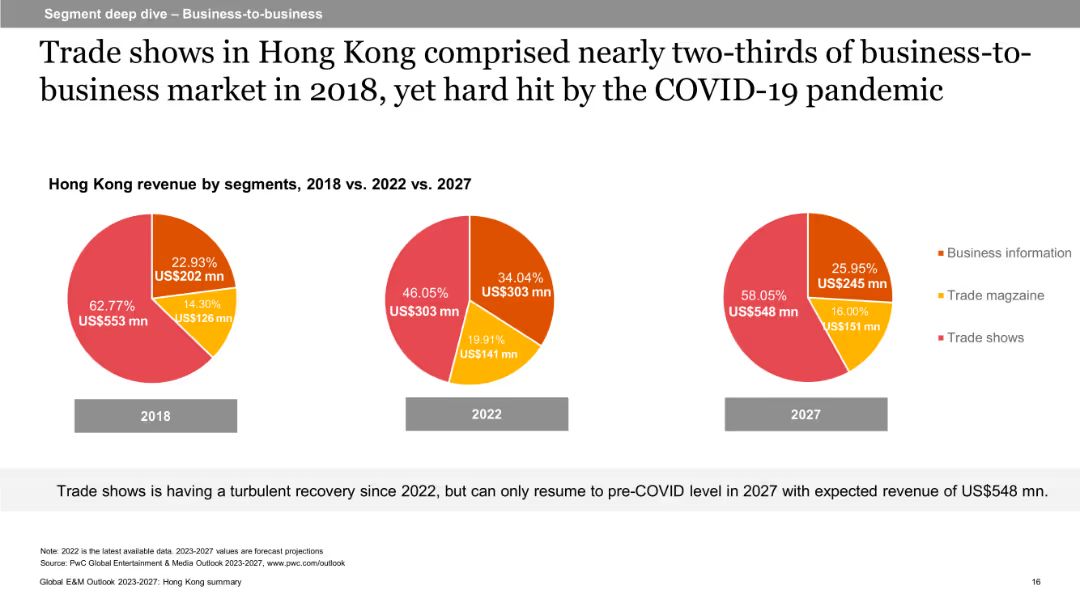 Segment deep dive – Business-to-business
Trade shows in Hong Kong comprised nearly two-thirds of business-to-
business market in 2018, yet hard hit by the COVID-19 pandemic
Hong Kong revenue by segments, 2018 vs. 2022 vs. 2027
22.93%
US$202 mn
14.30%
US$126 mn
62.77%
US$553 mn
2018
34.04%
US$303 mn
19.91%
US$141 mn
46.05%
US$303 mn
2022
25.95%
US$245 mn
16.00%
US$151 mn
58.05%
US$548 mn
2027
Business information
Trade magzaine
Trade shows
Trade shows is having a turbulent recovery since 2022, but can only resume to pre-COVID level in 2027 with expected revenue of US$548 mn.
Note: 2022 is the latest available data. 2023-2027 values are forecast projections
Source: PwC Global Entertainment & Media Outlook 2023-2027, www.pwc.com/outlook
Global E&M Outlook 2023-2027: Hong Kong summary
16